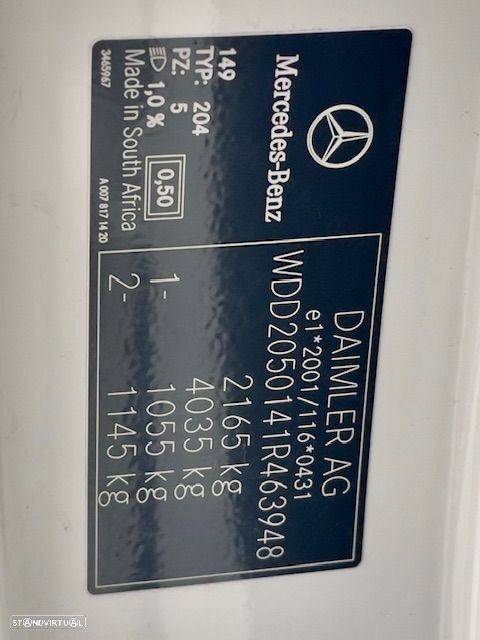 Mercedes-Benz
149
TYP: 204
PZ: 5
1,0 %
0,50
Made in South Africa
3465967
A 007 817 14 20
DAIMLER AG
e1*2001/116*0431
WDD2050141R463948
2165 kg
4035 kg
1- 1055 kg
2- 1145 kg
STANDVIRTUAL